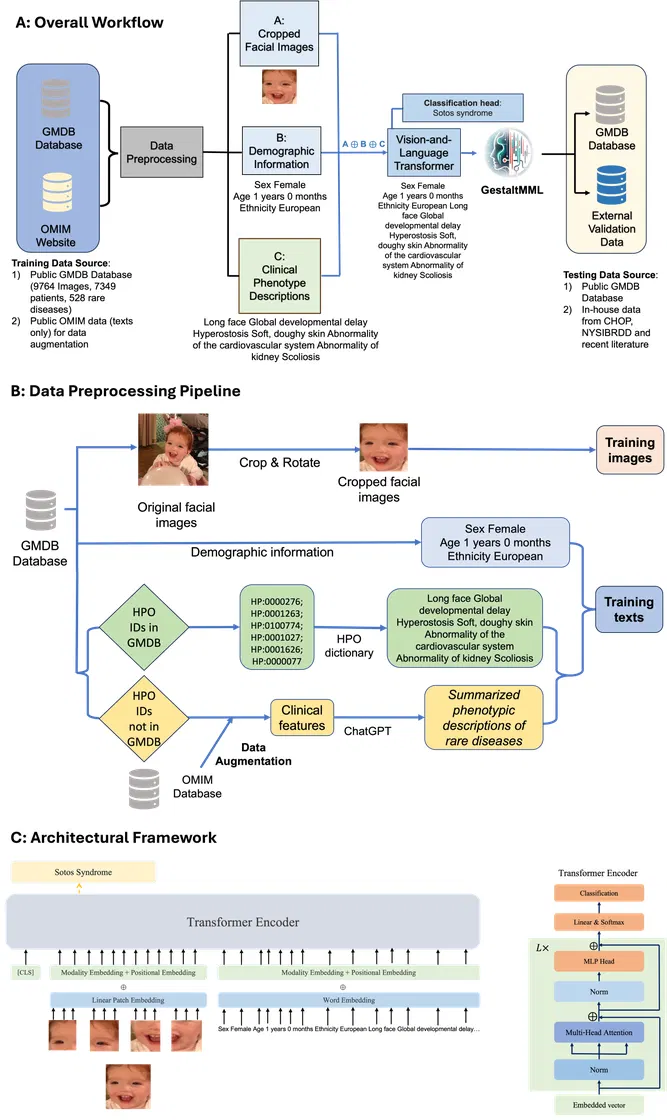 A: Overall Workflow
GMDB
Database
OMIM
Website
Training Data Source:
1) Public GMDB Database
(9764 Images, 7349
patients, 528 rare
diseases)
2) Public OMIM data (texts
only) for data
augmentation
Data
Preprocessing
A:
Cropped
Facial Images
B:
Demographic
Information
Sex Female
Age 1 years 0 months
Ethnicity European
C:
Clinical
Phenotype
Descriptions
Long face Global developmental delay
Hyperostosis Soft, doughy skin Abnormality
of the cardiovascular system Abnormality of
kidney Scoliosis
A ⊕ B ⊕ C
Classification head:
Sotos syndrome
Vision-and-
Language
Transformer
Sex Female
Age 1 years 0 months
Ethnicity European Long
face Global
developmental delay
Hyperostosis Soft,
doughy skin Abnormality
of the cardiovascular
system Abnormality of
kidney Scoliosis
GestaltMML
GMDB
Database
External
Validation
Data
Testing Data Source:
1) Public GMDB
Database
2) In-house data
from CHOP,
NYSIBRDD and
recent literature
B: Data Preprocessing Pipeline
GMDB
Database
Original facial
images
Crop & Rotate
Cropped facial
images
Training
images
Demographic information
Sex Female
Age 1 years 0 months
Ethnicity European
HPO
IDs in
GMDB
HP:0000276;
HP:0001263;
HP:0100774;
HP:0001027;
HP:0001626;
HP:0000077
HPO
dictionary
Long face Global
developmental delay
Hyperostosis Soft, doughy skin
Abnormality of the
cardiovascular system
Abnormality of kidney Scoliosis
Training
texts
HPO
IDs
not in
GMDB
Data
Augmentation
OMIM
Database
Clinical
features
ChatGPT
Summarized
phenotypic
descriptions of
rare diseases
C: Architectural Framework
Sotos Syndrome
Transformer Encoder
[CLS]
Modality Embedding + Positional Embedding
Modality Embedding + Positional Embedding
⊕
⊕
Linear Patch Embedding
Word Embedding
Sex Female Age 1 years 0 months Ethnicity European Long face Global developmental delay...
Transformer Encoder
Classification
Linear & Softmax
L×
⊕
MLP Head
Norm
⊕
Multi-Head Attention
Norm
Embedded vector